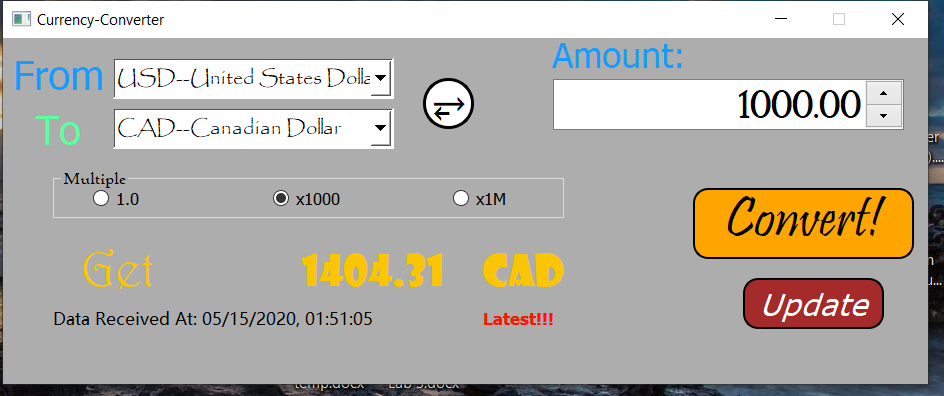 Currency-Converter
From
USD--United States Dolla
Amount:
1000.00
To
CAD--Canadian Dollar
Multiple
1.0
x1000
x1M
Convert!
Get
1404.31
CAD
Update
Data Received At: 05/15/2020, 01:51:05
Latest!!!
temp.docx
Lab 5.docx